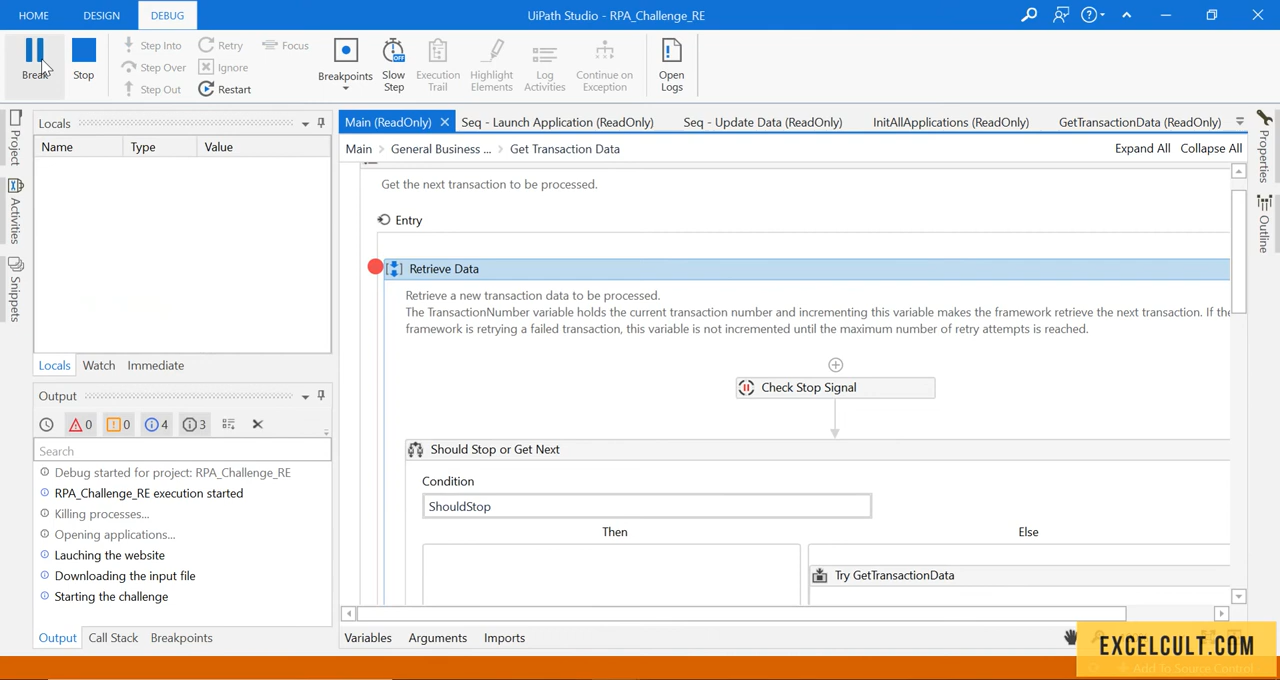 HOME DESIGN DEBUG UiPath Studio - RPA_Challenge_RE
Break Stop
Step Into Retry Focus
Step Over Ignore
Step Out Restart
Breakpoints Slow Step Execution Trail Highlight Elements Log Activities Continue on Exception Open Logs
Project
Activities
Snippets
Locals
Name Type Value
Locals Watch Immediate
Output
0 0 4 3
Search
Debug started for project: RPA_Challenge_RE
RPA_Challenge_RE execution started
Killing processes...
Opening applications...
Lauching the website
Downloading the input file
Starting the challenge
Output Call Stack Breakpoints
Main (ReadOnly) Seq - Launch Application (ReadOnly) Seq - Update Data (ReadOnly) InitAllApplications (ReadOnly) GetTransactionData (ReadOnly)
Main > General Business ... > Get Transaction Data Expand All Collapse All
Get the next transaction to be processed.
Entry
Retrieve Data
Retrieve a new transaction data to be processed.
The TransactionNumber variable holds the current transaction number and incrementing this variable makes the framework retrieve the next transaction. If the
framework is retrying a failed transaction, this variable is not incremented until the maximum number of retry attempts is reached.
Check Stop Signal
Should Stop or Get Next
Condition
ShouldStop
Then Else
Try GetTransactionData
Variables Arguments Imports
Properties
Outline
EXCELCULT.COM
Add To Source Control